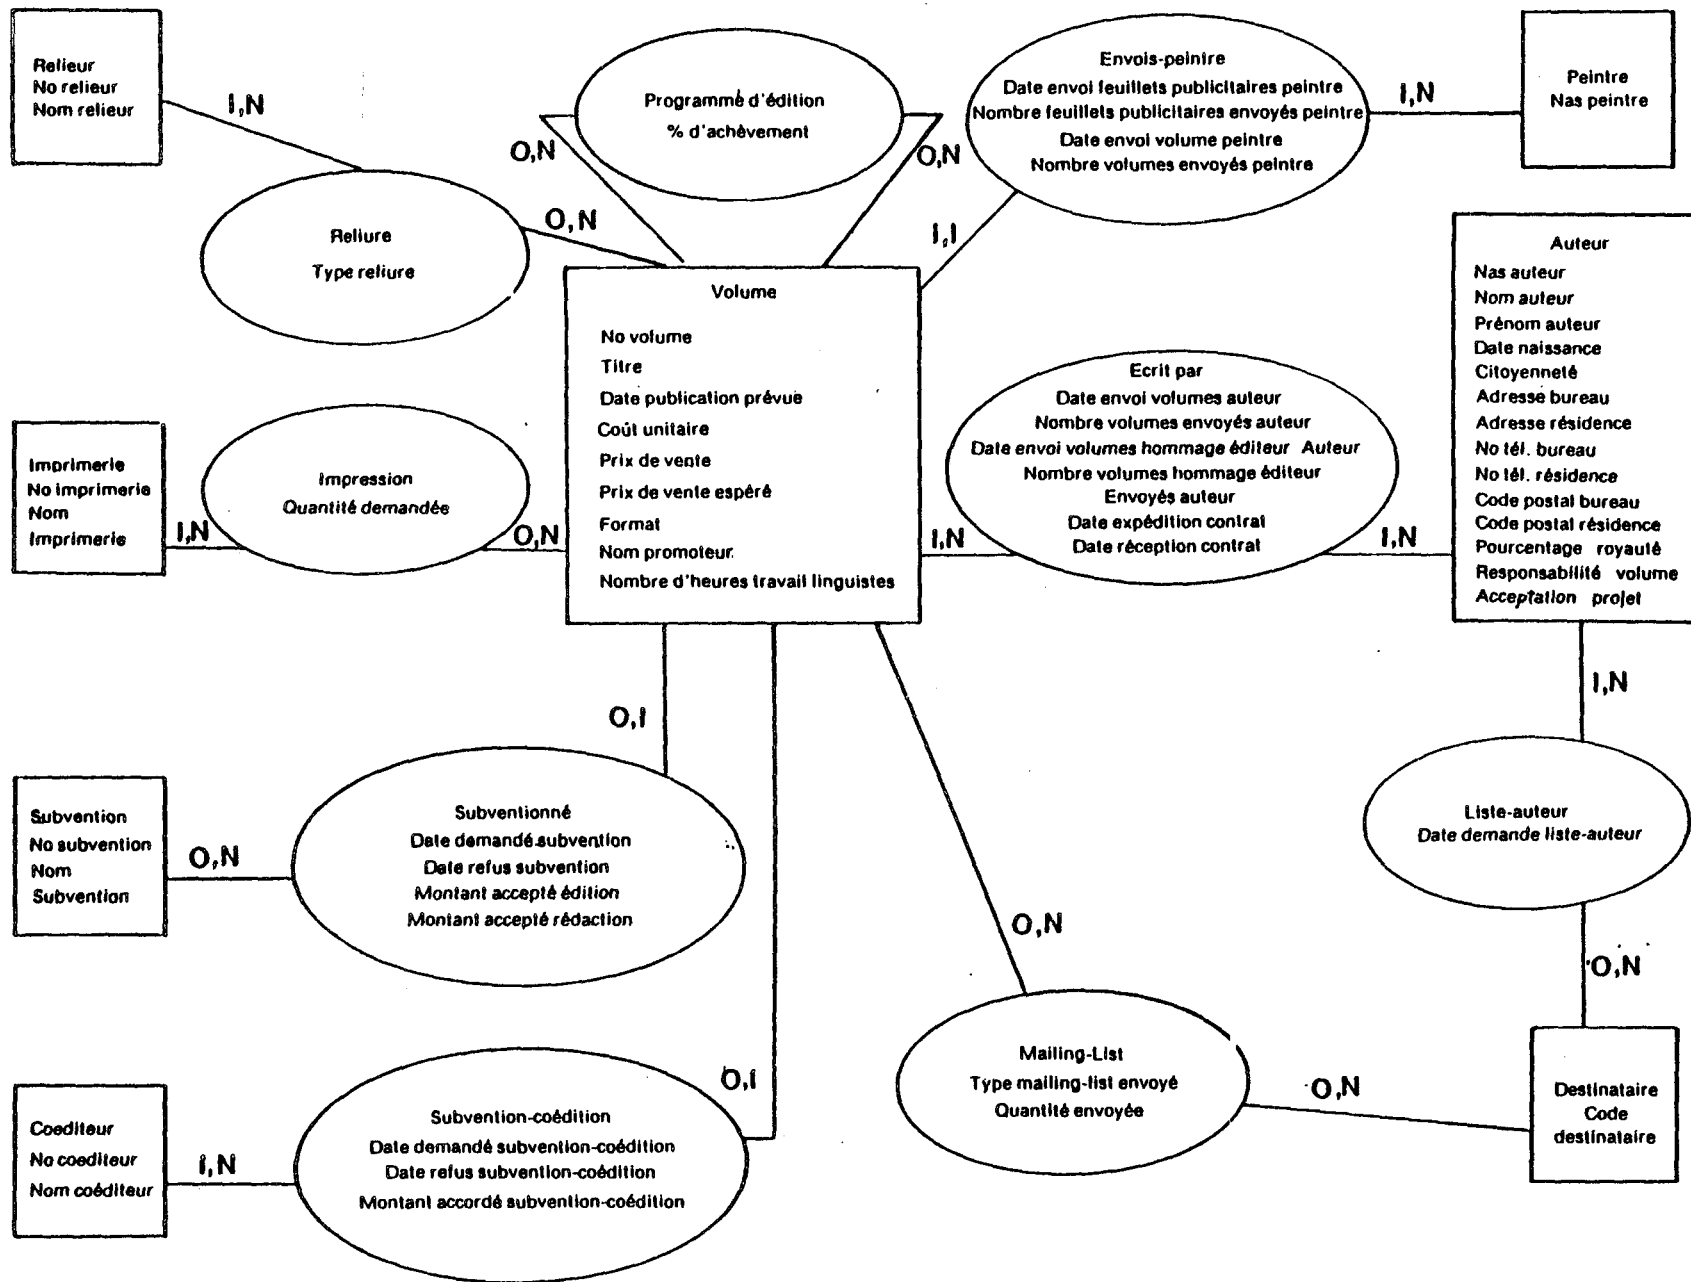 Relieur
No relieur
Nom relieur
I,N
Programmé d'édition
% d'achèvement
O,N
O,N
Envois-peintre
Date envoi feuillets publicitaires peintre
Nombre feuillets publicitaires envoyés peintre
Date envoi volume peintre
Nombre volumes envoyés peintre
I,N
Peintre
Nas peintre
Reliure
Type reliure
O,N
I,I
Volume
No volume
Titre
Date publication prévue
Coût unitaire
Prix de vente
Prix de vente espéré
Format
Nom promoteur
Nombre d'heures travail linguistes
Auteur
Nas auteur
Nom auteur
Prénom auteur
Date naissance
Citoyenneté
Adresse bureau
Adresse résidence
No tél. bureau
No tél. résidence
Code postal bureau
Code postal résidence
Pourcentage royauté
Responsabilité volume
Acceptation projet
Ecrit par
Date envoi volumes auteur
Nombre volumes envoyés auteur
Date envoi volumes hommage éditeur Auteur
Nombre volumes hommage éditeur
Envoyés auteur
Date expédition contrat
Date réception contrat
I,N
I,N
Imprimerie
No imprimerie
Nom
Imprimerie
I,N
Impression
Quantité demandée
O,N
O,I
I,N
Subvention
No subvention
Nom
Subvention
O,N
Subventionné
Date demandé subvention
Date refus subvention
Montant accepté édition
Montant accepté rédaction
Liste-auteur
Date demande liste-auteur
O,N
O,N
Coediteur
No coediteur
Nom coéditeur
I,N
Subvention-coédition
Date demandé subvention-coédition
Date refus subvention-coédition
Montant accordé subvention-coédition
O,I
Mailing-List
Type mailing-list envoyé
Quantité envoyée
O,N
Destinataire
Code
destinataire